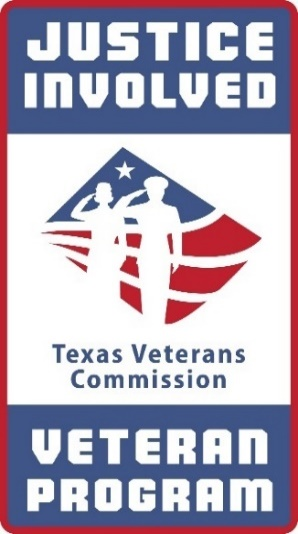 JUSTICE
INVOLVED
Texas Veterans
Commission
VETERAN
PROGRAM